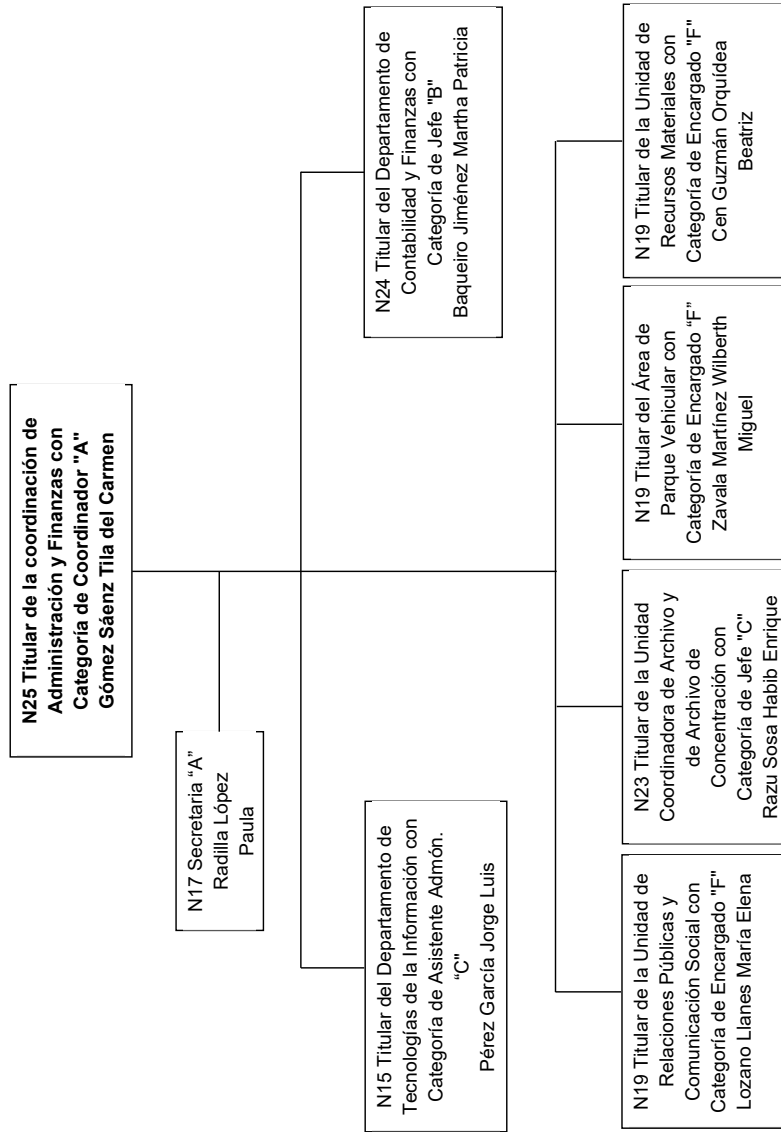 N25 Titular de la coordinación de
Administración y Finanzas con
Categoría de Coordinador "A"
Gómez Sáenz Tila del Carmen
N17 Secretaria “A”
Radilla López
Paula
N15 Titular del Departamento de
Tecnologías de la Información con
Categoría de Asistente Admón.
“C"
Pérez García Jorge Luis
N24 Titular del Departamento de
Contabilidad y Finanzas con
Categoría de Jefe "B"
Baqueiro Jiménez Martha Patricia
N19 Titular de la Unidad de
Relaciones Públicas y
Comunicación Social con
Categoría de Encargado "F"
Lozano Llanes María Elena
N23 Titular de la Unidad
Coordinadora de Archivo y
de Archivo de
Concentración con
Categoría de Jefe "C"
Razu Sosa Habib Enrique
N19 Titular del Área de
Parque Vehicular con
Categoría de Encargado “F”
Zavala Martínez Wilberth
Miguel
N19 Titular de la Unidad de
Recursos Materiales con
Categoría de Encargado "F"
Cen Guzmán Orquídea
Beatriz